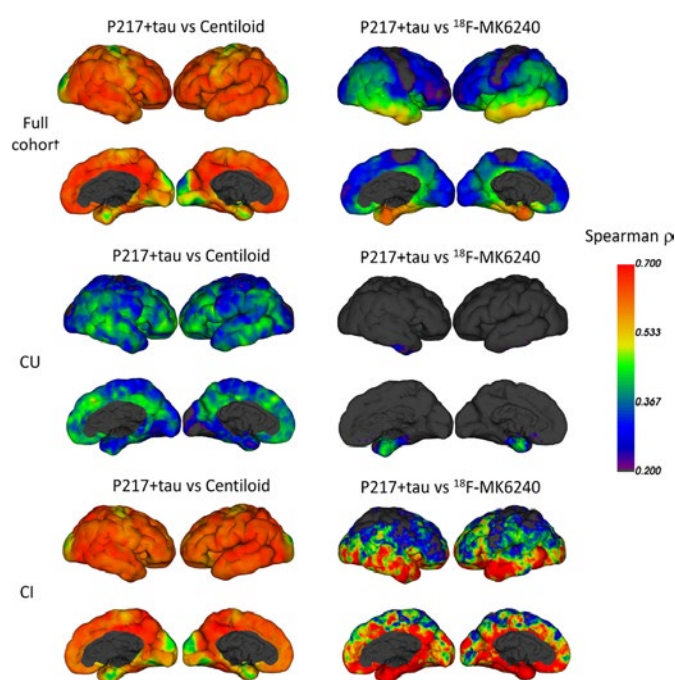 P217+tau vs Centiloid
P217+tau vs ¹⁸F-MK6240
Full
cohort
Spearman ρ
P217+tau vs Centiloid
P217+tau vs ¹⁸F-MK6240
0.700
0.533
CU
0.367
0.200
P217+tau vs Centiloid
P217+tau vs ¹⁸F-MK6240
CI